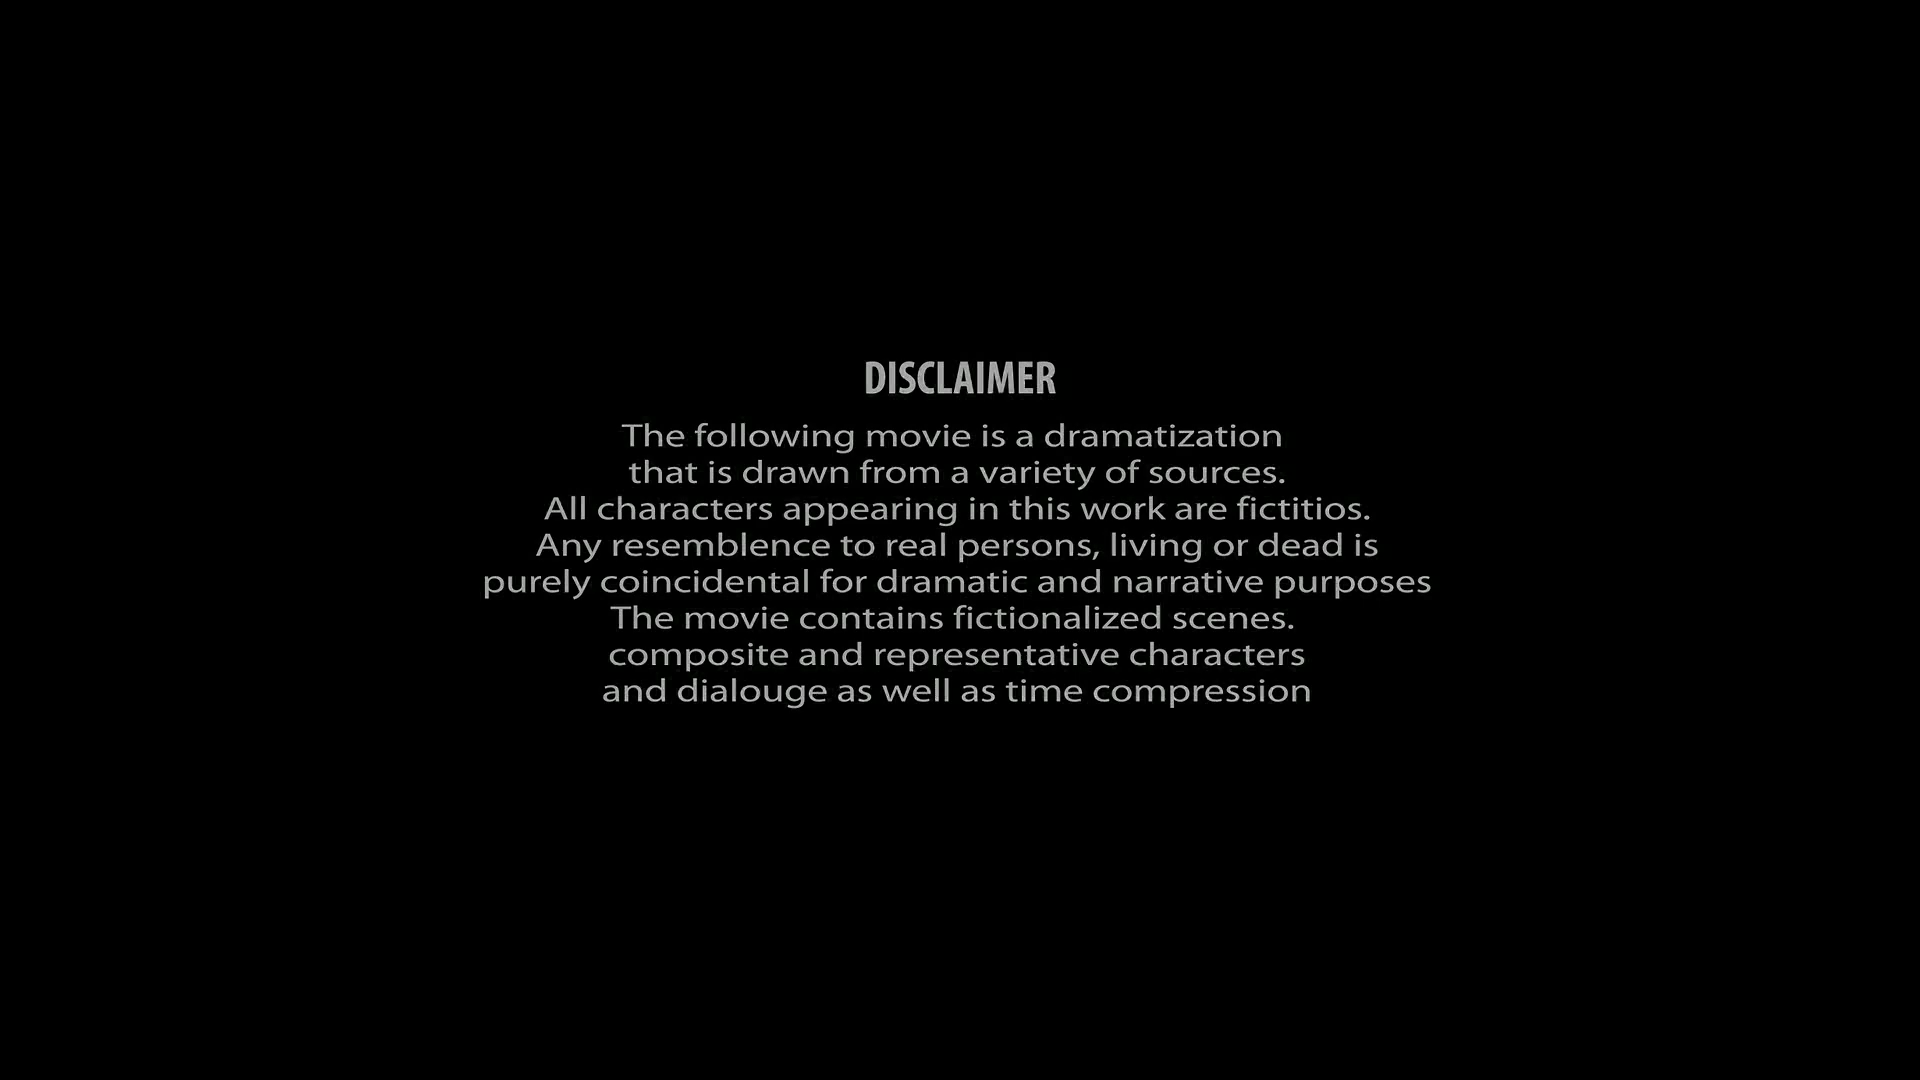 DISCLAIMER
The following movie is a dramatization
that is drawn from a variety of sources.
All characters appearing in this work are fictitios.
Any resemblence to real persons, living or dead is
purely coincidental for dramatic and narrative purposes
The movie contains fictionalized scenes.
composite and representative characters
and dialouge as well as time compression